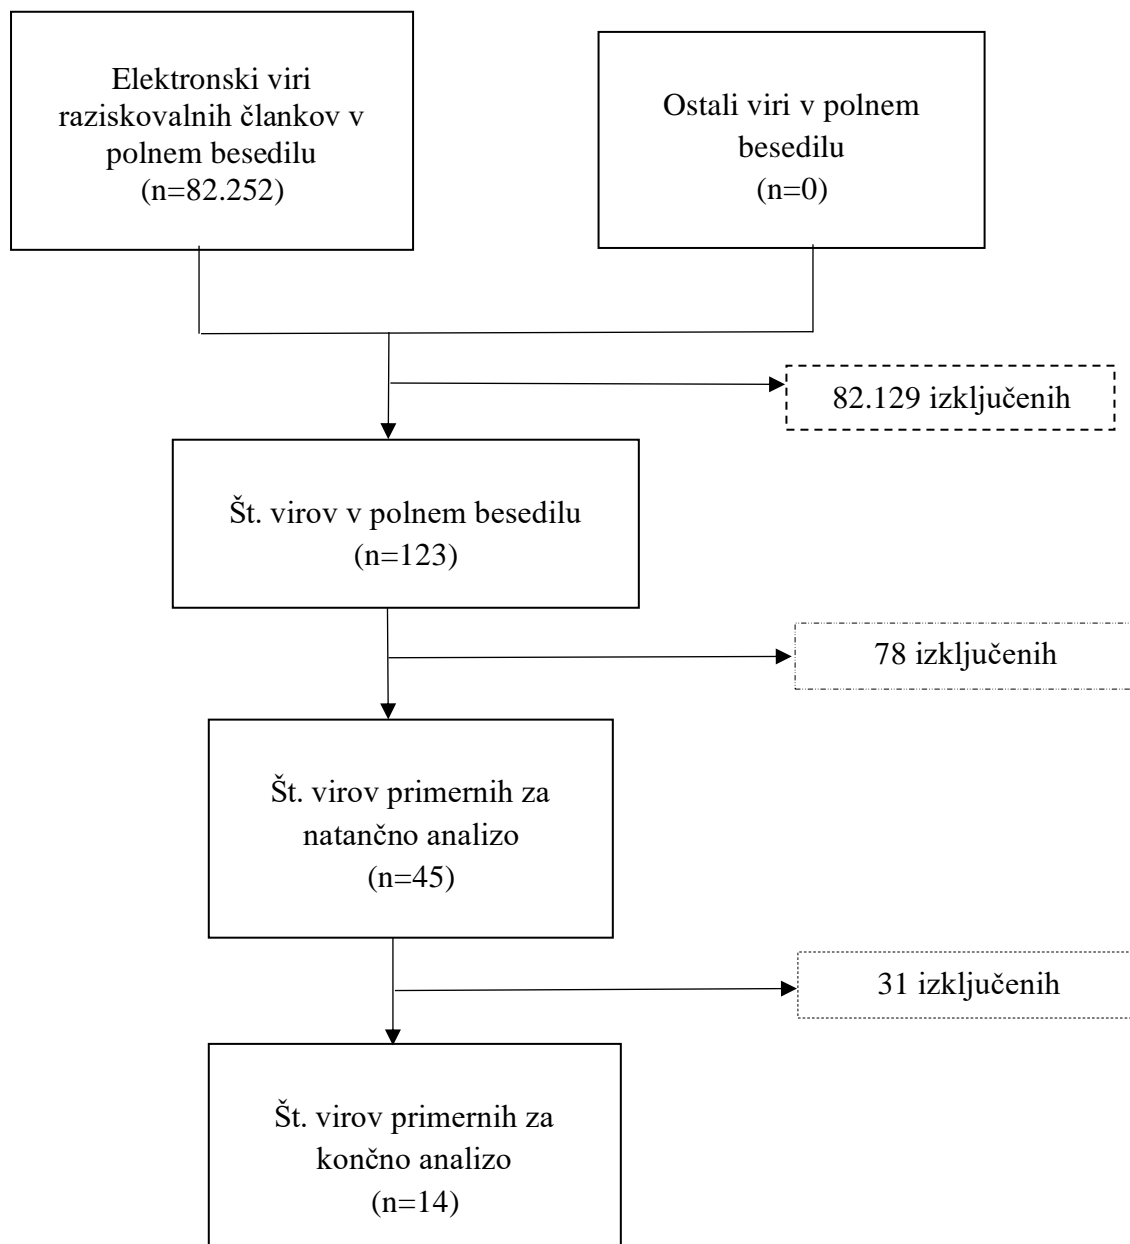 Elektronski viri
raziskovalnih člankov v
polnem besedilu
(n=82.252)
Ostali viri v polnem
besedilu
(n=0)
82.129 izključenih
Št. virov v polnem besedilu
(n=123)
78 izključenih
Št. virov primernih za
natančno analizo
(n=45)
31 izključenih
Št. virov primernih za
končno analizo
(n=14)